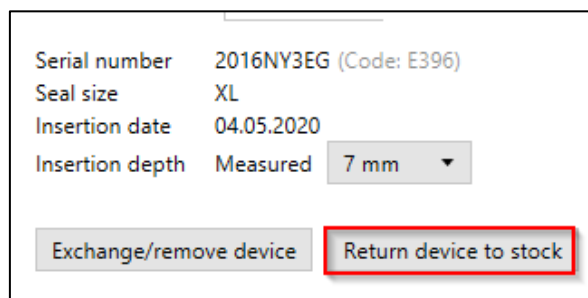 Serial number 2016NY3EG (Code: E396)
Seal size XL
Insertion date 04.05.2020
Insertion depth Measured 7 mm
Exchange/remove device Return device to stock